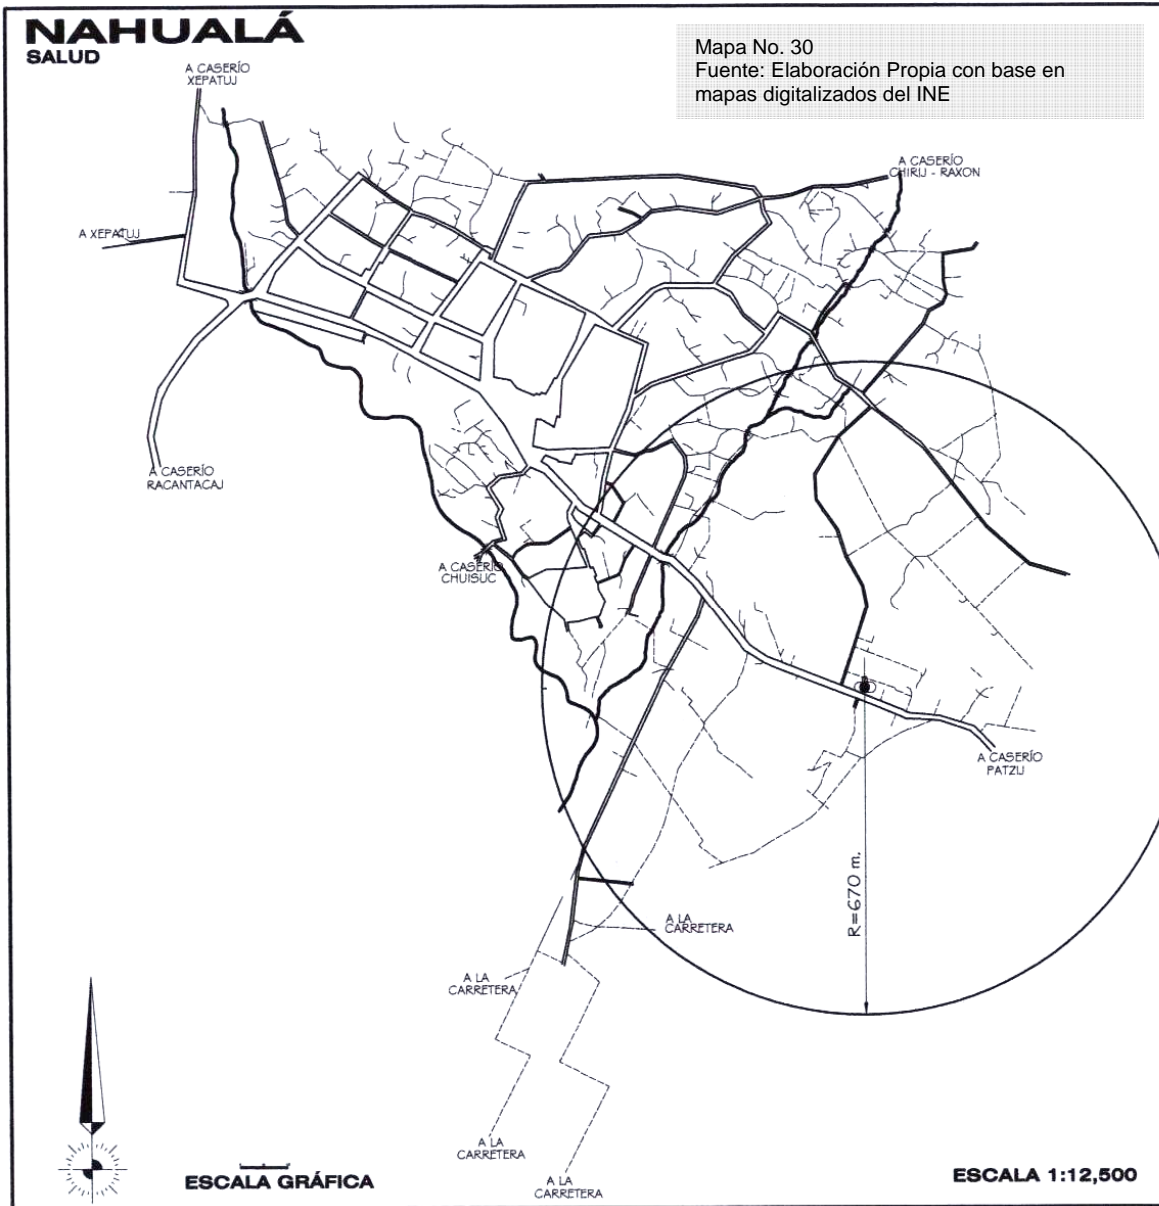 NAHUALÁ
SALUD
Mapa No. 30
Fuente: Elaboración Propia con base en
mapas digitalizados del INE
A CASERÍO
XEPATUJ
A CASERÍO
CHIRIJ - RAXON
A XEPATUJ
A CASERÍO
RACANTACAJ
A CASERÍO
CHUISUC
A CASERÍO
PATZIJ
R=670 m.
A LA
CARRETERA
A LA
CARRETERA
A LA
CARRETERA
A LA
CARRETERA
ESCALA GRÁFICA
ESCALA 1:12,500